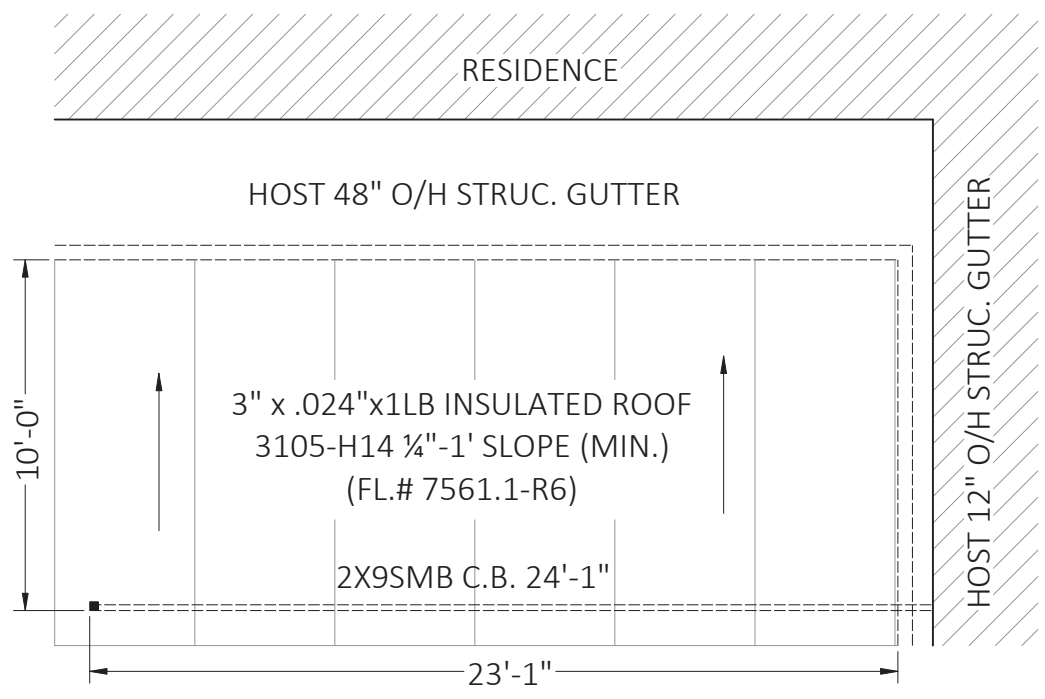 RESIDENCE
HOST 48" O/H STRUC. GUTTER
HOST 12" O/H STRUC. GUTTER
10'-0"
3" x .024"x1LB INSULATED ROOF
3105-H14 ¼"-1' SLOPE (MIN.)
(FL.# 7561.1-R6)
2X9SMB C.B. 24'-1"
23'-1"